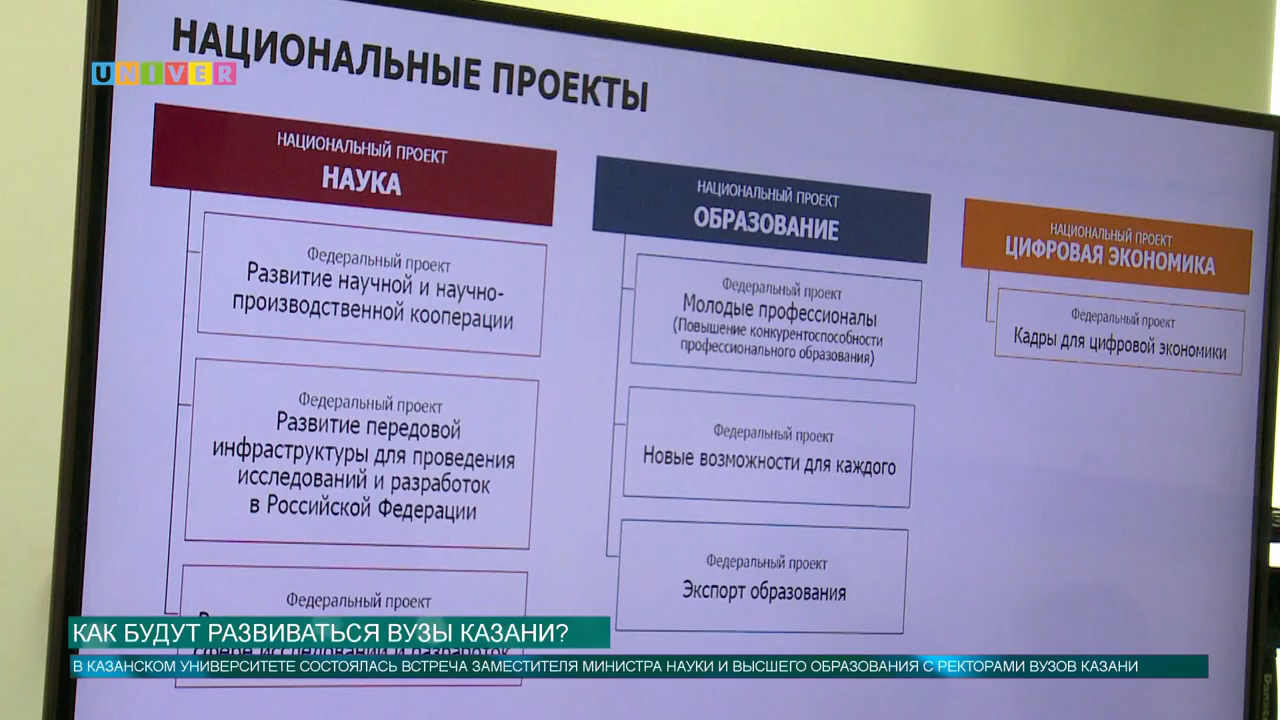 НАЦИОНАЛЬНЫЕ ПРОЕКТЫ
UNIVER
НАЦИОНАЛЬНЫЙ ПРОЕКТ
НАУКА
Федеральный проект
Развитие научной и научно-
производственной кооперации
Федеральный проект
Развитие передовой
инфраструктуры для проведения
исследований и разработок
в Российской Федерации
Федеральный проект
сфере исследований и разработок
НАЦИОНАЛЬНЫЙ ПРОЕКТ
ОБРАЗОВАНИЕ
Федеральный проект
Молодые профессионалы
(Повышение конкурентоспособности
профессионального образования)
Федеральный проект
Новые возможности для каждого
Федеральный проект
Экспорт образования
НАЦИОНАЛЬНЫЙ ПРОЕКТ
ЦИФРОВАЯ ЭКОНОМИКА
Федеральный проект
Кадры для цифровой экономики
КАК БУДУТ РАЗВИВАТЬСЯ ВУЗЫ КАЗАНИ?
В КАЗАНСКОМ УНИВЕРСИТЕТЕ СОСТОЯЛАСЬ ВСТРЕЧА ЗАМЕСТИТЕЛЯ МИНИСТРА НАУКИ И ВЫСШЕГО ОБРАЗОВАНИЯ С РЕКТОРАМИ ВУЗОВ КАЗАНИ